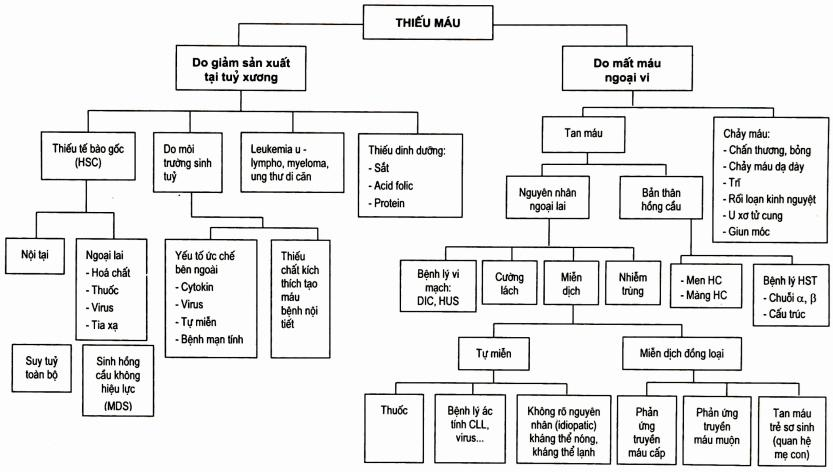 THIẾU MÁU
Do giảm sản xuất
tại tuỷ xương
Do mất máu
ngoại vi
Thiếu tế bào gốc
(HSC)
Do môi
trường sinh
tuỷ
Leukemia u -
lympho, myeloma,
ung thư di căn
Thiếu dinh dưỡng:
- Sắt
- Acid folic
- Protein
Tan máu
Chảy máu:
- Chấn thương, bỏng
- Chảy máu dạ dày
- Trĩ
- Rối loạn kinh nguyệt
- U xơ tử cung
- Giun móc
Nguyên nhân
ngoại lai
Bản thân
hồng cầu
Nội tại
Ngoại lai
- Hoá chất
- Thuốc
- Virus
- Tia xạ
Yếu tố ức chế
bên ngoài
- Cytokin
- Virus
- Tự miễn
- Bệnh mạn tính
Thiếu
chất kích
thích tạo
máu
bệnh nội
tiết
Bệnh lý vi
mạch:
DIC, HUS
Cường
lách
Miễn
dịch
Nhiễm
trùng
- Men HC
- Màng HC
Bệnh lý HST
- Chuỗi α, β
- Cấu trúc
Suy tuỷ
toàn bộ
Sinh hồng
cầu không
hiệu lực
(MDS)
Tự miễn
Miễn dịch đồng loại
Thuốc
Bệnh lý ác
tính CLL,
virus...
Không rõ nguyên
nhân (idiopatic)
kháng thể nóng,
kháng thể lạnh
Phản
ứng
truyền
máu cấp
Phản ứng
truyền
máu muộn
Tan máu
trẻ sơ sinh
(quan hệ
mẹ con)